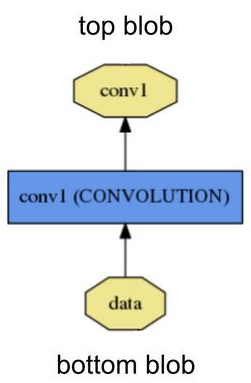 top blob
conv1
conv1 (CONVOLUTION)
data
bottom blob